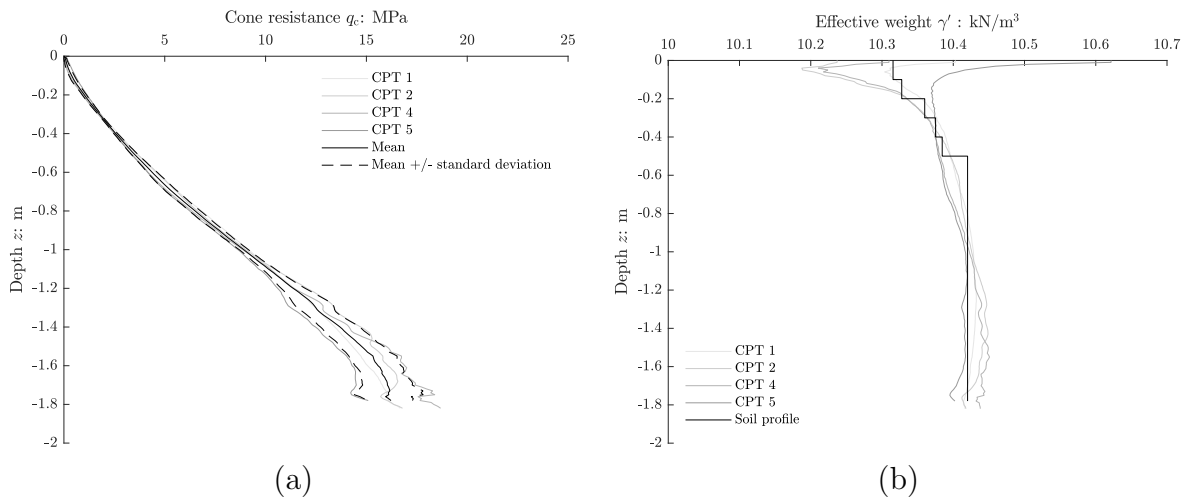 Cone resistance qc: MPa
0 5 10 15 20 25
0
-0.2
-0.4
-0.6
-0.8
-1
-1.2
-1.4
-1.6
-1.8
-2
Depth z: m
CPT 1
CPT 2
CPT 4
CPT 5
Mean
Mean +/- standard deviation
(a)
Effective weight γ′ : kN/m³
10 10.1 10.2 10.3 10.4 10.5 10.6 10.7
0
-0.2
-0.4
-0.6
-0.8
-1
-1.2
-1.4
-1.6
-1.8
-2
Depth z: m
CPT 1
CPT 2
CPT 4
CPT 5
Soil profile
(b)